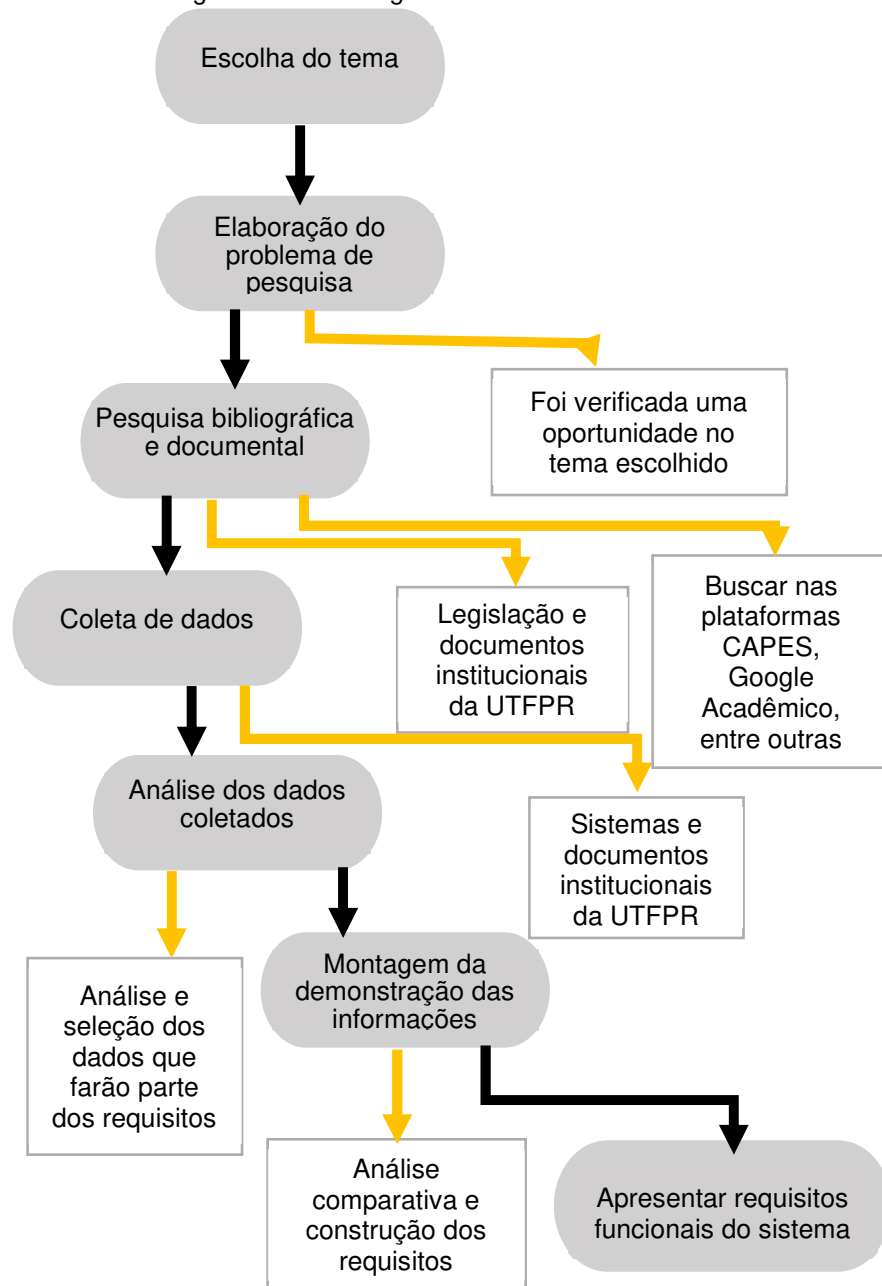 Escolha do tema
Elaboração do
problema de
pesquisa
Foi verificada uma
oportunidade no
tema escolhido
Pesquisa bibliográfica
e documental
Buscar nas
plataformas
CAPES,
Google
Acadêmico,
entre outras
Legislação e
documentos
institucionais
da UTFPR
Coleta de dados
Sistemas e
documentos
institucionais
da UTFPR
Análise dos dados
coletados
Análise e
seleção dos
dados que
farão parte
dos requisitos
Montagem da
demonstração das
informações
Análise
comparativa e
construção dos
requisitos
Apresentar requisitos
funcionais do sistema